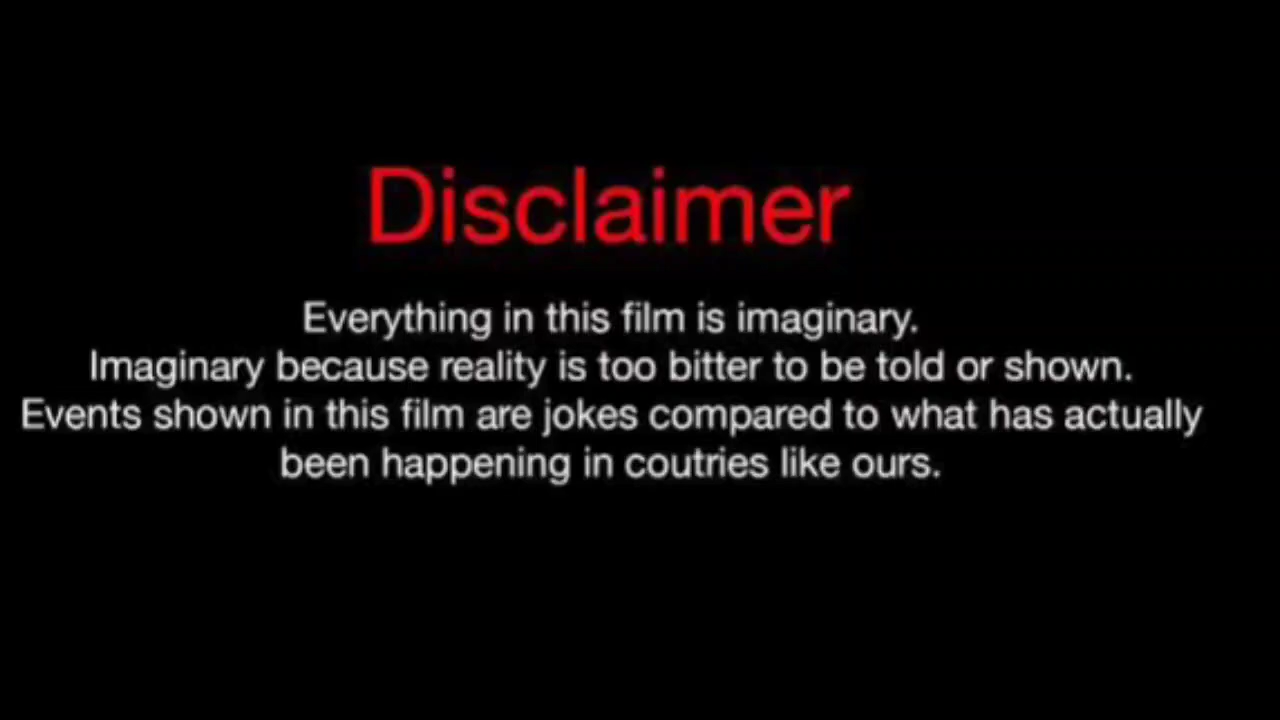 Disclaimer
Everything in this film is imaginary.
Imaginary because reality is too bitter to be told or shown.
Events shown in this film are jokes compared to what has actually
been happening in coutries like ours.